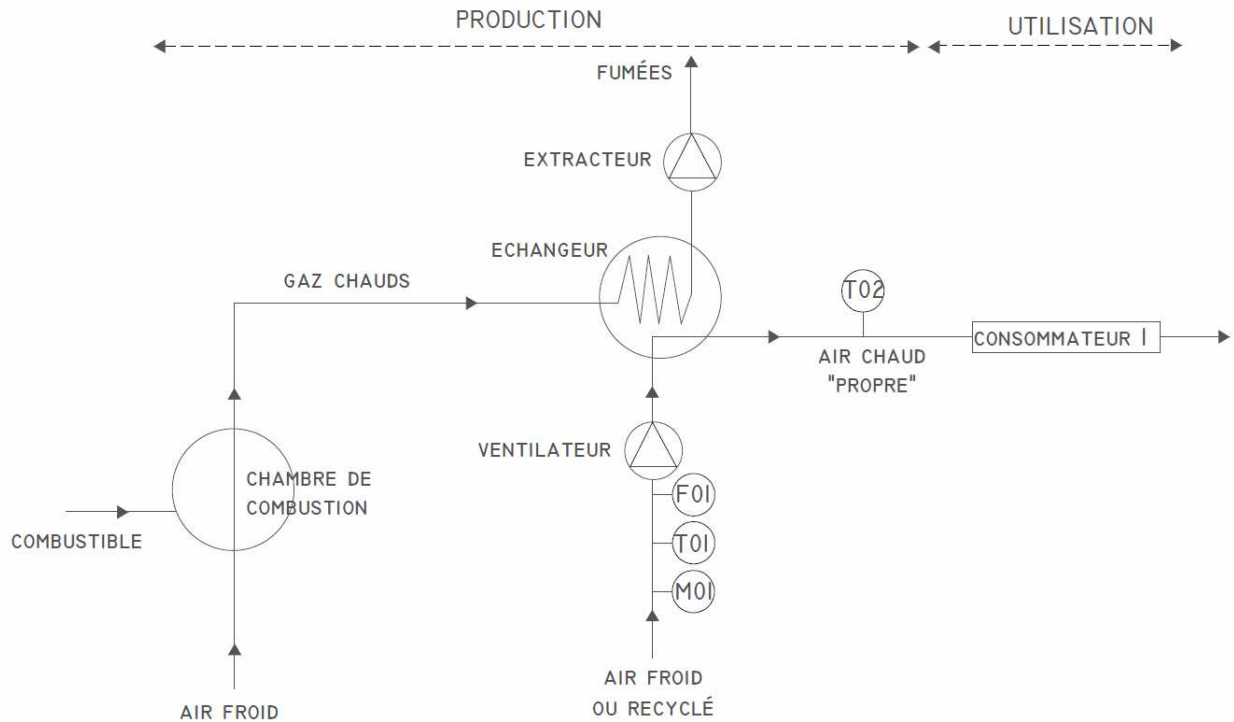 PRODUCTION
UTILISATION
FUMÉES
EXTRACTEUR
ECHANGEUR
GAZ CHAUDS
T02
CONSOMMATEUR 1
AIR CHAUD
"PROPRE"
VENTILATEUR
CHAMBRE DE
COMBUSTION
F01
COMBUSTIBLE
T01
M01
AIR FROID
OU RECYCLÉ
AIR FROID